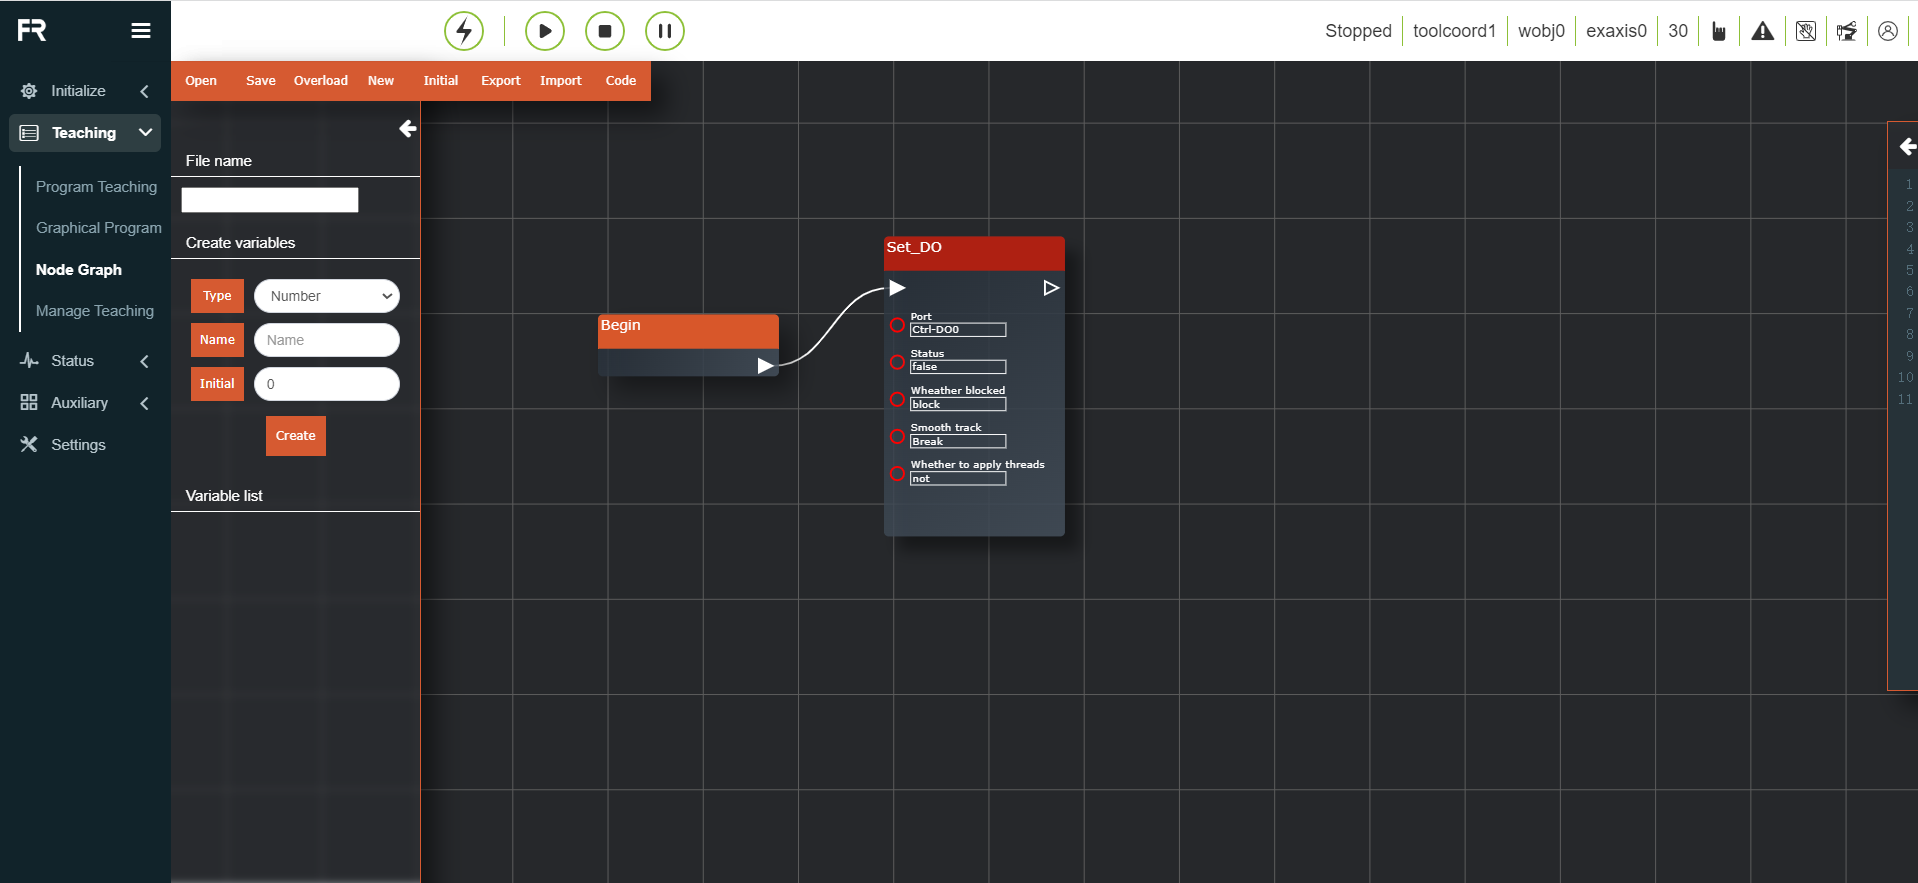 FR
Stopped
toolcoord1
wobj0
exaxis0
30
Open Save Overload New Initial Export Import Code
Initialize
Teaching
Program Teaching
Graphical Program
Node Graph
Manage Teaching
Status
Auxiliary
Settings
File name
Create variables
Type Number
Name Name
Initial 0
Create
Variable list
Begin
Set_DO
Port
Ctrl-DO0
Status
false
Wheather blocked
block
Smooth track
Break
Whether to apply threads
not
1
2
3
4
5
6
7
8
9
10
11